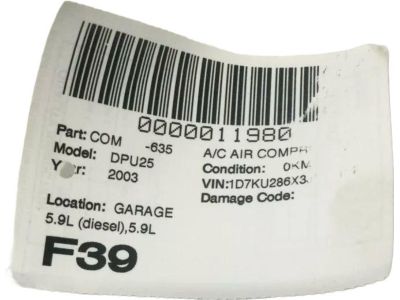 0000011980
Part: COM -635 A/C AIR COMPR
Model: DPU25 Condition: 0KM
Year: 2003 VIN:1D7KU286X3
Location: GARAGE Damage Code:
5.9L (diesel),5.9L
F39